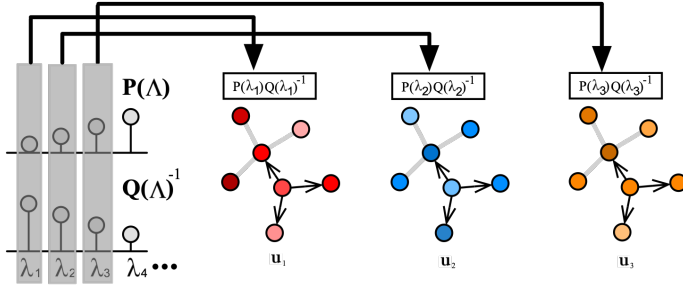 P(Λ)
P(λ₁)Q(λ₁)⁻¹
P(λ₂)Q(λ₂)⁻¹
P(λ₃)Q(λ₃)⁻¹
Q(Λ)⁻¹
λ₁ λ₂ λ₃ λ₄ •••
u₁
u₂
u₃